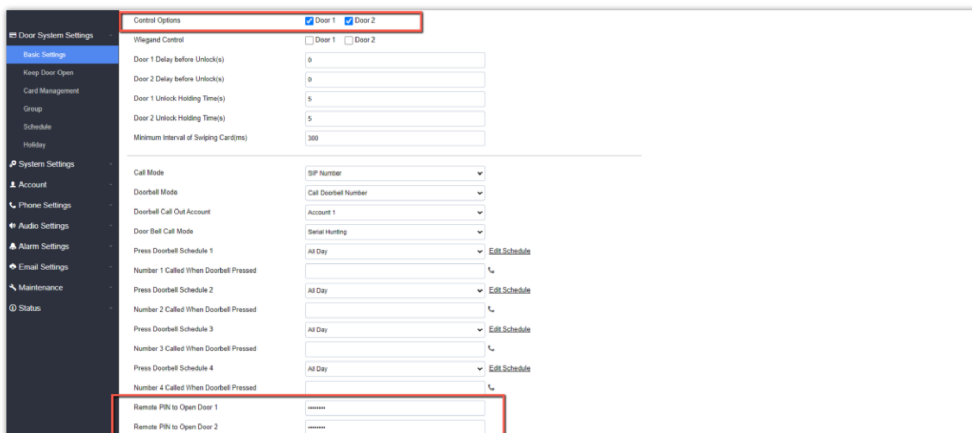 Control Options Door 1 Door 2
Door System Settings
Wiegand Control Door 1 Door 2
Basic Settings
Door 1 Delay before Unlock(s) 0
Keep Door Open
Door 2 Delay before Unlock(s) 0
Card Management
Door 1 Unlock Holding Time(s) 5
Group
Door 2 Unlock Holding Time(s) 5
Schedule
Minimum Interval of Swiping Card(ms) 300
Holiday
System Settings
Call Mode SIP Number
Account
Doorbell Mode Call Doorbell Number
Phone Settings
Doorbell Call Out Account Account 1
Audio Settings
Door Bell Call Mode Serial Hunting
Alarm Settings
Press Doorbell Schedule 1 All Day Edit Schedule
Email Settings
Number 1 Called When Doorbell Pressed
Maintenance
Press Doorbell Schedule 2 All Day Edit Schedule
Status
Number 2 Called When Doorbell Pressed
Press Doorbell Schedule 3 All Day Edit Schedule
Number 3 Called When Doorbell Pressed
Press Doorbell Schedule 4 All Day Edit Schedule
Number 4 Called When Doorbell Pressed
Remote PIN to Open Door 1 ••••••••
Remote PIN to Open Door 2 ••••••••